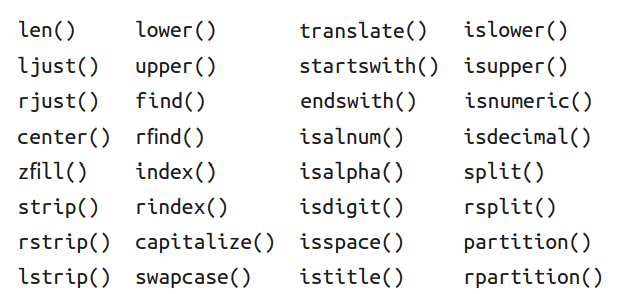 len() lower() translate() islower()
ljust() upper() startswith() isupper()
rjust() find() endswith() isnumeric()
center() rfind() isalnum() isdecimal()
zfill() index() isalpha() split()
strip() rindex() isdigit() rsplit()
rstrip() capitalize() isspace() partition()
lstrip() swapcase() istitle() rpartition()